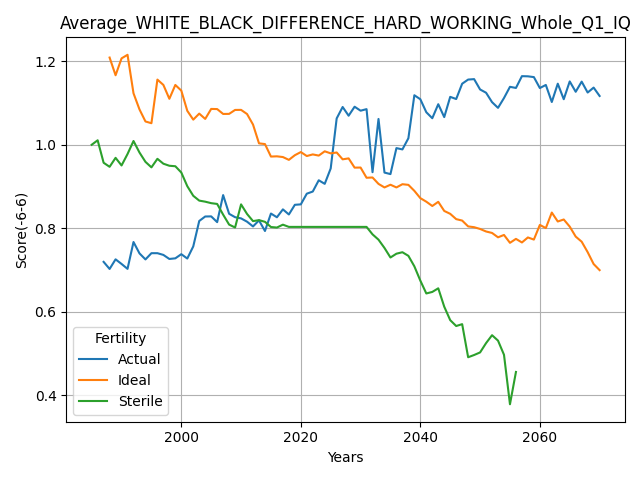 Average_WHITE_BLACK_DIFFERENCE_HARD_WORKING_Whole_Q1_IQ
1.2
1.0
0.8
0.6
0.4
Score(-6-6)
Fertility
Actual
Ideal
Sterile
2000
2020
2040
2060
Years